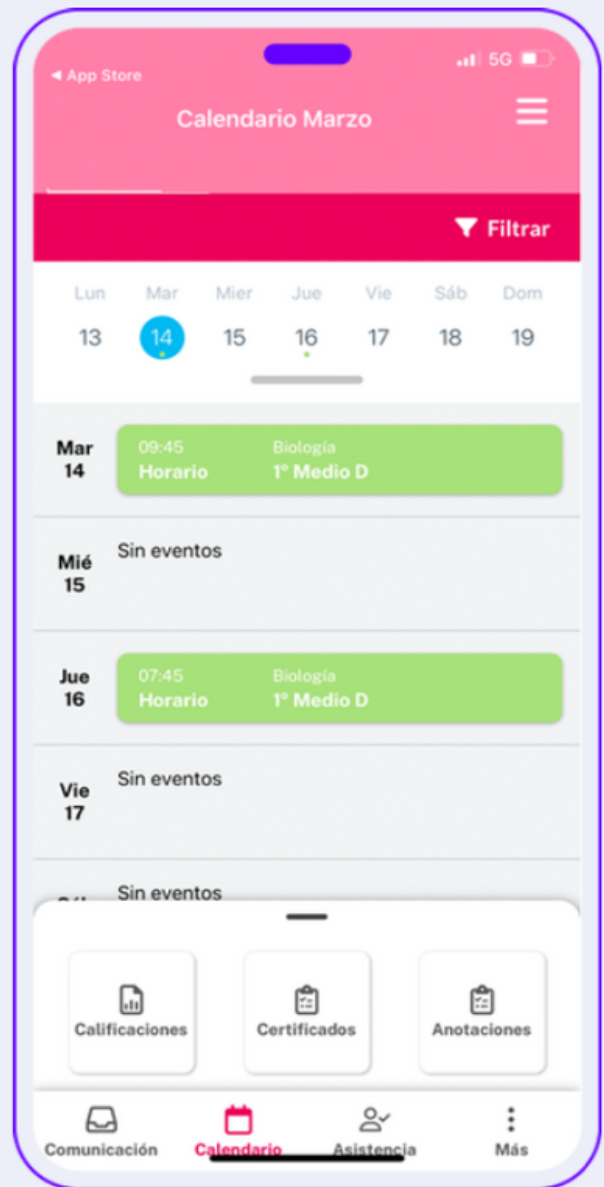 ◀ App Store 5G
Calendario Marzo
Filtrar
Lun Mar Mier Jue Vie Sáb Dom
13 14 15 16 17 18 19
Mar 09:45 Biología
14 Horario 1º Medio D
Mié Sin eventos
15
Jue 07:45 Biología
16 Horario 1º Medio D
Vie Sin eventos
17
Sin eventos
Calificaciones Certificados Anotaciones
Comunicación Calendario Asistencia Más